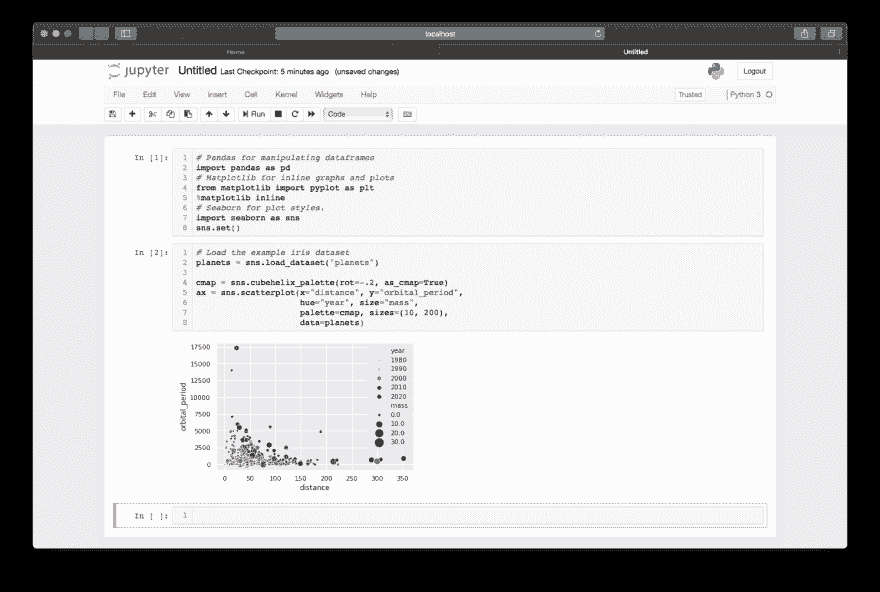 localhost
Home
Untitled
jupyter Untitled Last Checkpoint: 5 minutes ago (unsaved changes)
Logout
File Edit View Insert Cell Kernel Widgets Help
Trusted
Python 3
Run
Code
In [1]:
1 # Pandas for manipulating dataframes
2 import pandas as pd
3 # Matplotlib for inline graphs and plots
4 from matplotlib import pyplot as plt
5 %matplotlib inline
6 # Seaborn for plot styles.
7 import seaborn as sns
8 sns.set()
In [2]:
1 # Load the example iris dataset
2 planets = sns.load_dataset("planets")
3
4 cmap = sns.cubehelix_palette(rot=-.2, as_cmap=True)
5 ax = sns.scatterplot(x="distance", y="orbital_period",
6 hue="year", size="mass",
7 palette=cmap, sizes=(10, 200),
8 data=planets)
17500
15000
12500
10000
7500
5000
2500
0
orbital_period
year
1980
1990
2000
2010
2020
mass
0.0
10.0
20.0
30.0
0 50 100 150 200 250 300 350
distance
In [ ]:
1